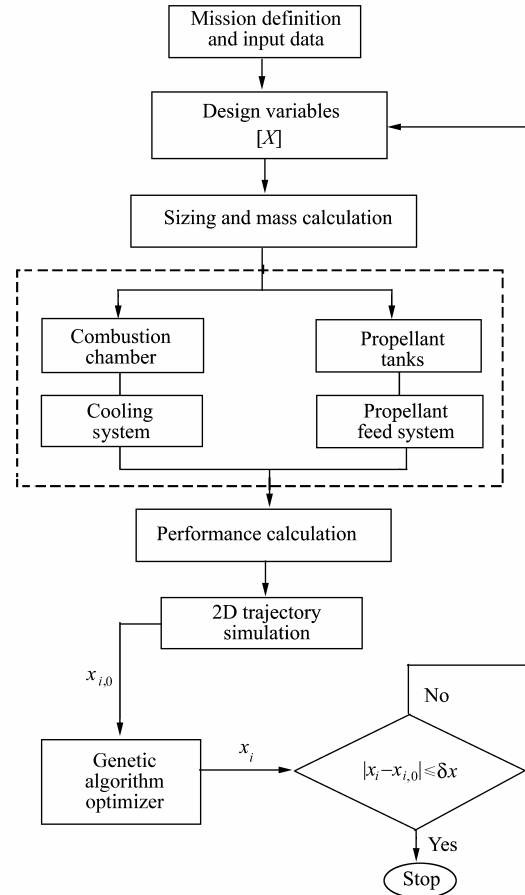 Mission definition
and input data
Design variables
[X]
Sizing and mass calculation
Combustion
chamber
Propellant
tanks
Cooling
system
Propellant
feed system
Performance calculation
2D trajectory
simulation
x_{i,0}
No
Genetic
algorithm
optimizer
x_i
|x_i−x_{i,0}|≤δx
Yes
Stop